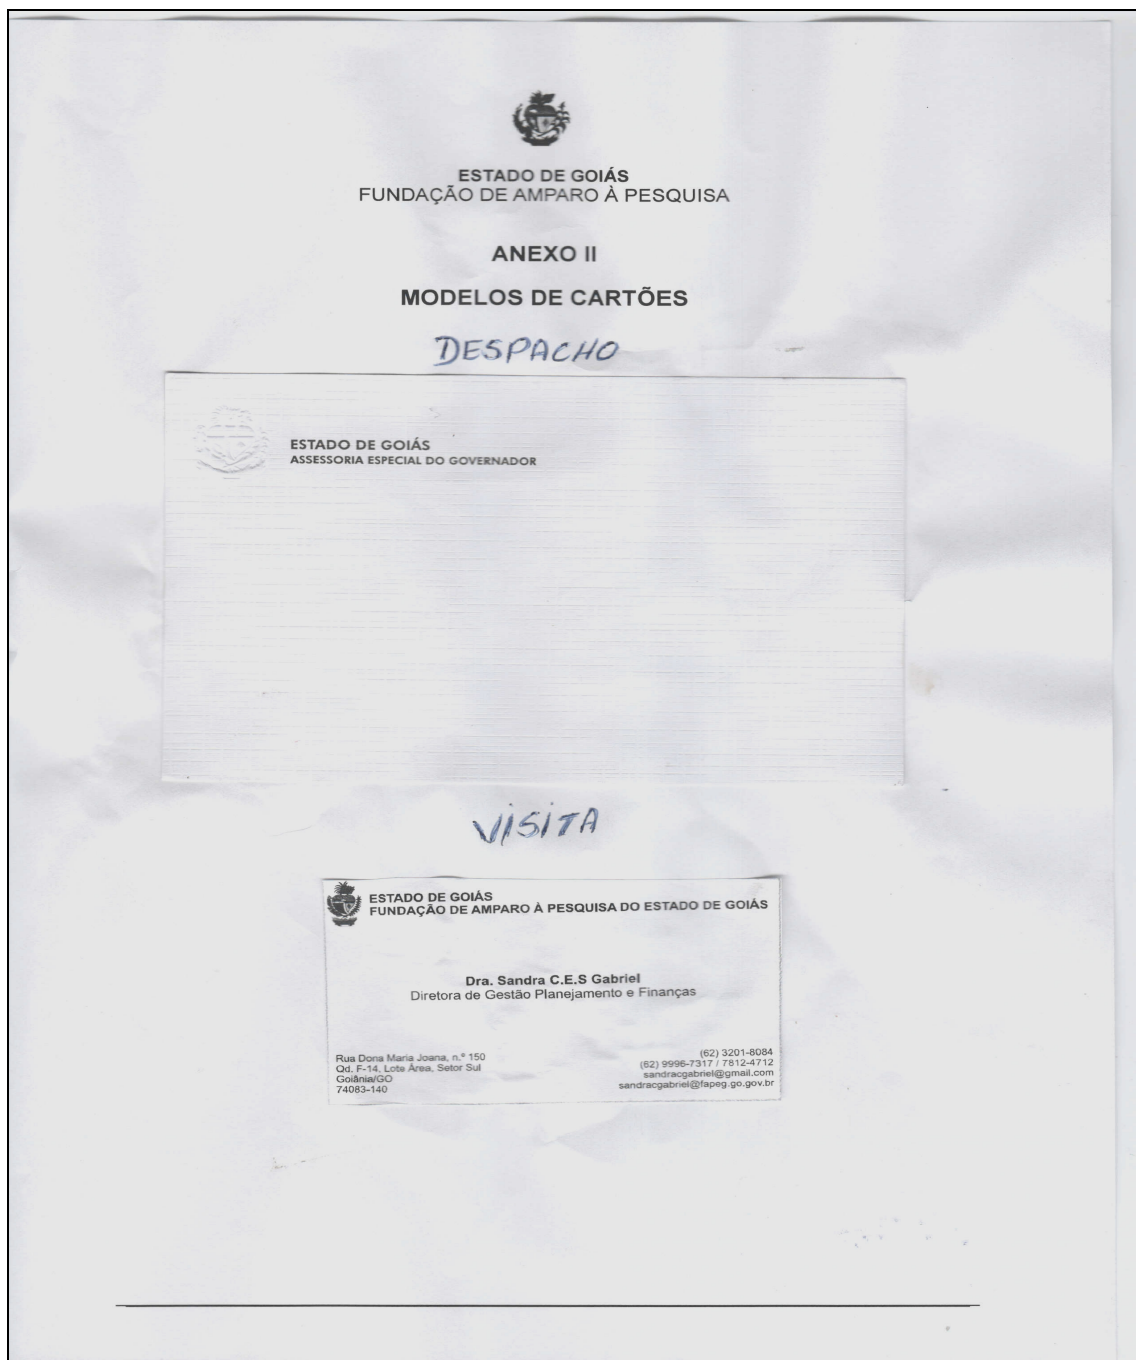 ESTADO DE GOIÁS
FUNDAÇÃO DE AMPARO À PESQUISA
ANEXO II
MODELOS DE CARTÕES
DESPACHO
ESTADO DE GOIÁS
ASSESSORIA ESPECIAL DO GOVERNADOR
VISITA
ESTADO DE GOIÁS
FUNDAÇÃO DE AMPARO À PESQUISA DO ESTADO DE GOIÁS
Dra. Sandra C.E.S Gabriel
Diretora de Gestão Planejamento e Finanças
Rua Dona Maria Joana, n.º 150
Qd. F-14, Lote Área, Setor Sul
Goiânia/GO
74083-140
(62) 3201-8084
(62) 9996-7317 / 7812-4712
sandracgabriel@gmail.com
sandracgabriel@fapeg.go.gov.br